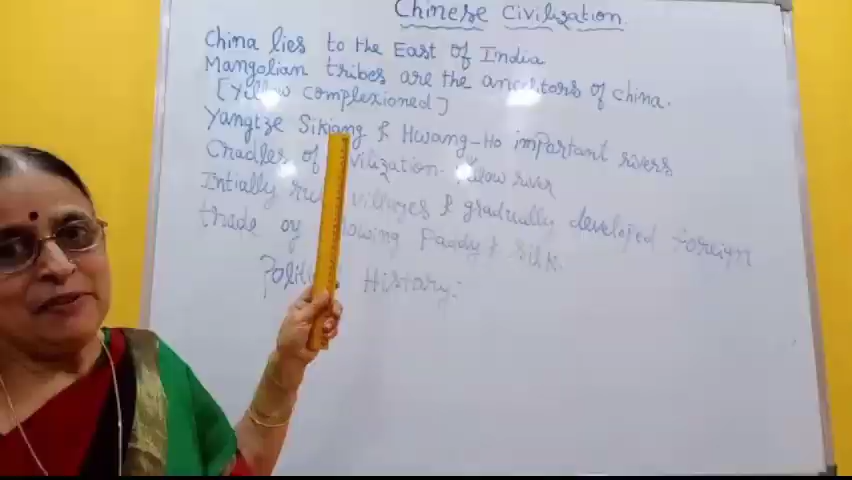 Chinese Civilization.
China lies to the East of India
Mangolian tribes are the ancestors of China.
[Yellow complexioned]
Yangtze Sikiang & Hwang-Ho important rivers
Cradles of vilization. Yellow river
Intially villages & gradually developed Foreign
trade by Paddy & Silk.
History: